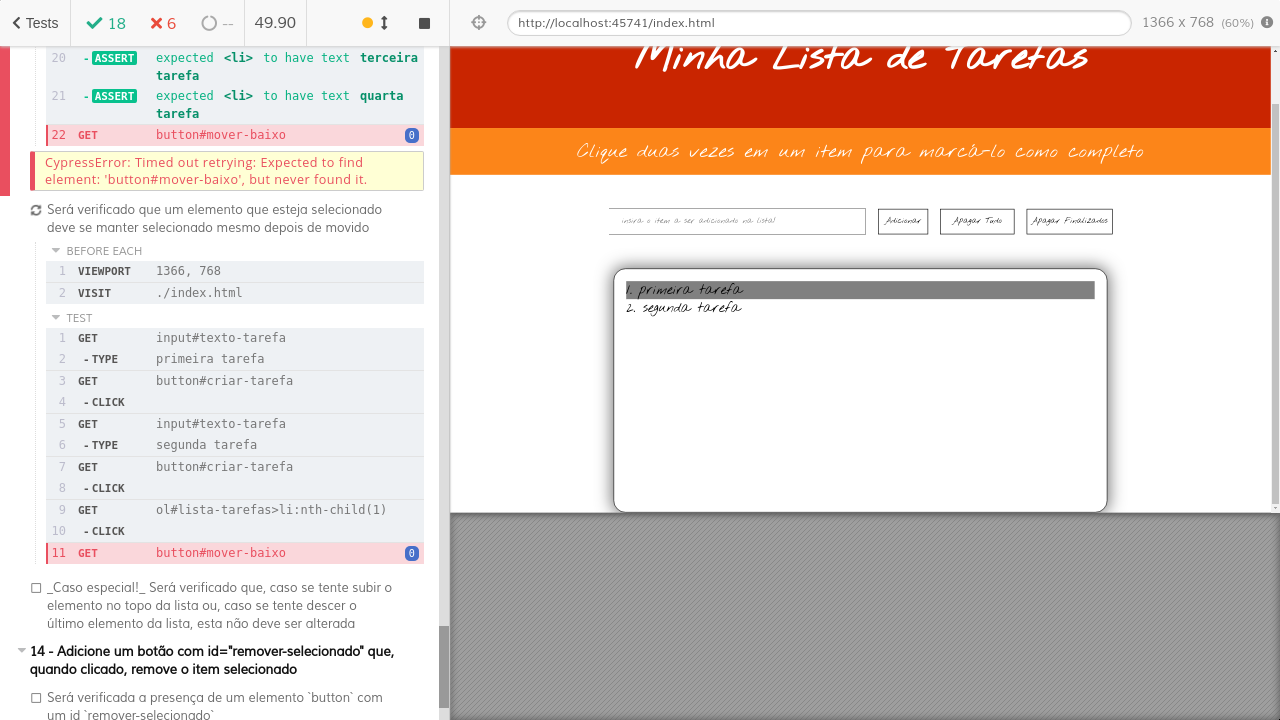 Tests
18
6
--
49.90
http://localhost:45741/index.html
1366 x 768 (60%)
20 - ASSERT expected <li> to have text terceira
tarefa
21 - ASSERT expected <li> to have text quarta
tarefa
22 GET button#mover-baixo 0
CypressError: Timed out retrying: Expected to find
element: 'button#mover-baixo', but never found it.
Será verificado que um elemento que esteja selecionado
deve se manter selecionado mesmo depois de movido
BEFORE EACH
1 VIEWPORT 1366, 768
2 VISIT ./index.html
TEST
1 GET input#texto-tarefa
2 - TYPE primeira tarefa
3 GET button#criar-tarefa
4 - CLICK
5 GET input#texto-tarefa
6 - TYPE segunda tarefa
7 GET button#criar-tarefa
8 - CLICK
9 GET ol#lista-tarefas>li:nth-child(1)
10 - CLICK
11 GET button#mover-baixo 0
_Caso especial!_ Será verificado que, caso se tente subir o
elemento no topo da lista ou, caso se tente descer o
último elemento da lista, esta não deve ser alterada
14 - Adicione um botão com id="remover-selecionado" que,
quando clicado, remove o item selecionado
Será verificada a presença de um elemento `button` com
um id `remover-selecionado`
Minha Lista de Tarefas
Clique duas vezes em um item para marcá-lo como completo
insira o item a ser adicionado na lista!
Adicionar
Apagar Tudo
Apagar Finalizados
1. primeira tarefa
2. segunda tarefa